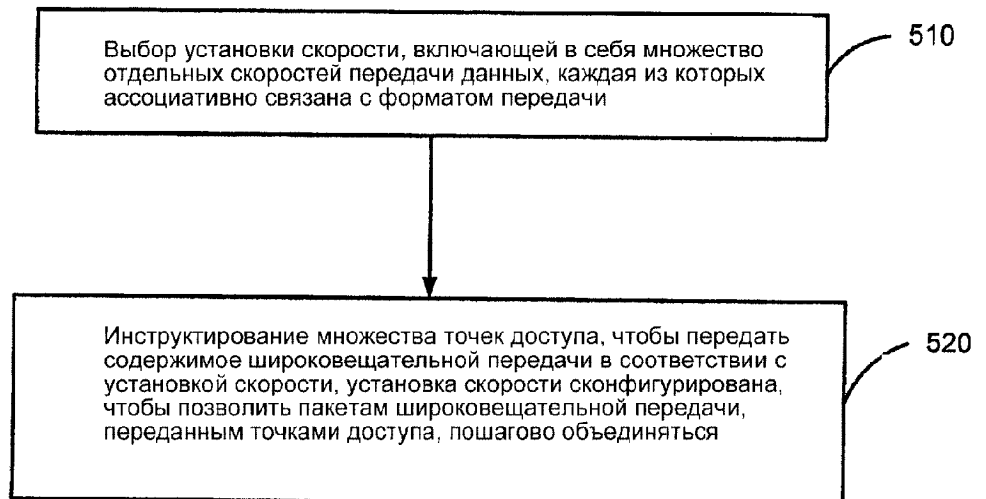 Выбор установки скорости, включающей в себя множество
отдельных скоростей передачи данных, каждая из которых
ассоциативно связана с форматом передачи
510
Инструктирование множества точек доступа, чтобы передать
содержимое широковещательной передачи в соответствии с
установкой скорости, установка скорости сконфигурирована,
чтобы позволить пакетам широковещательной передачи,
переданным точками доступа, пошагово объединяться
520